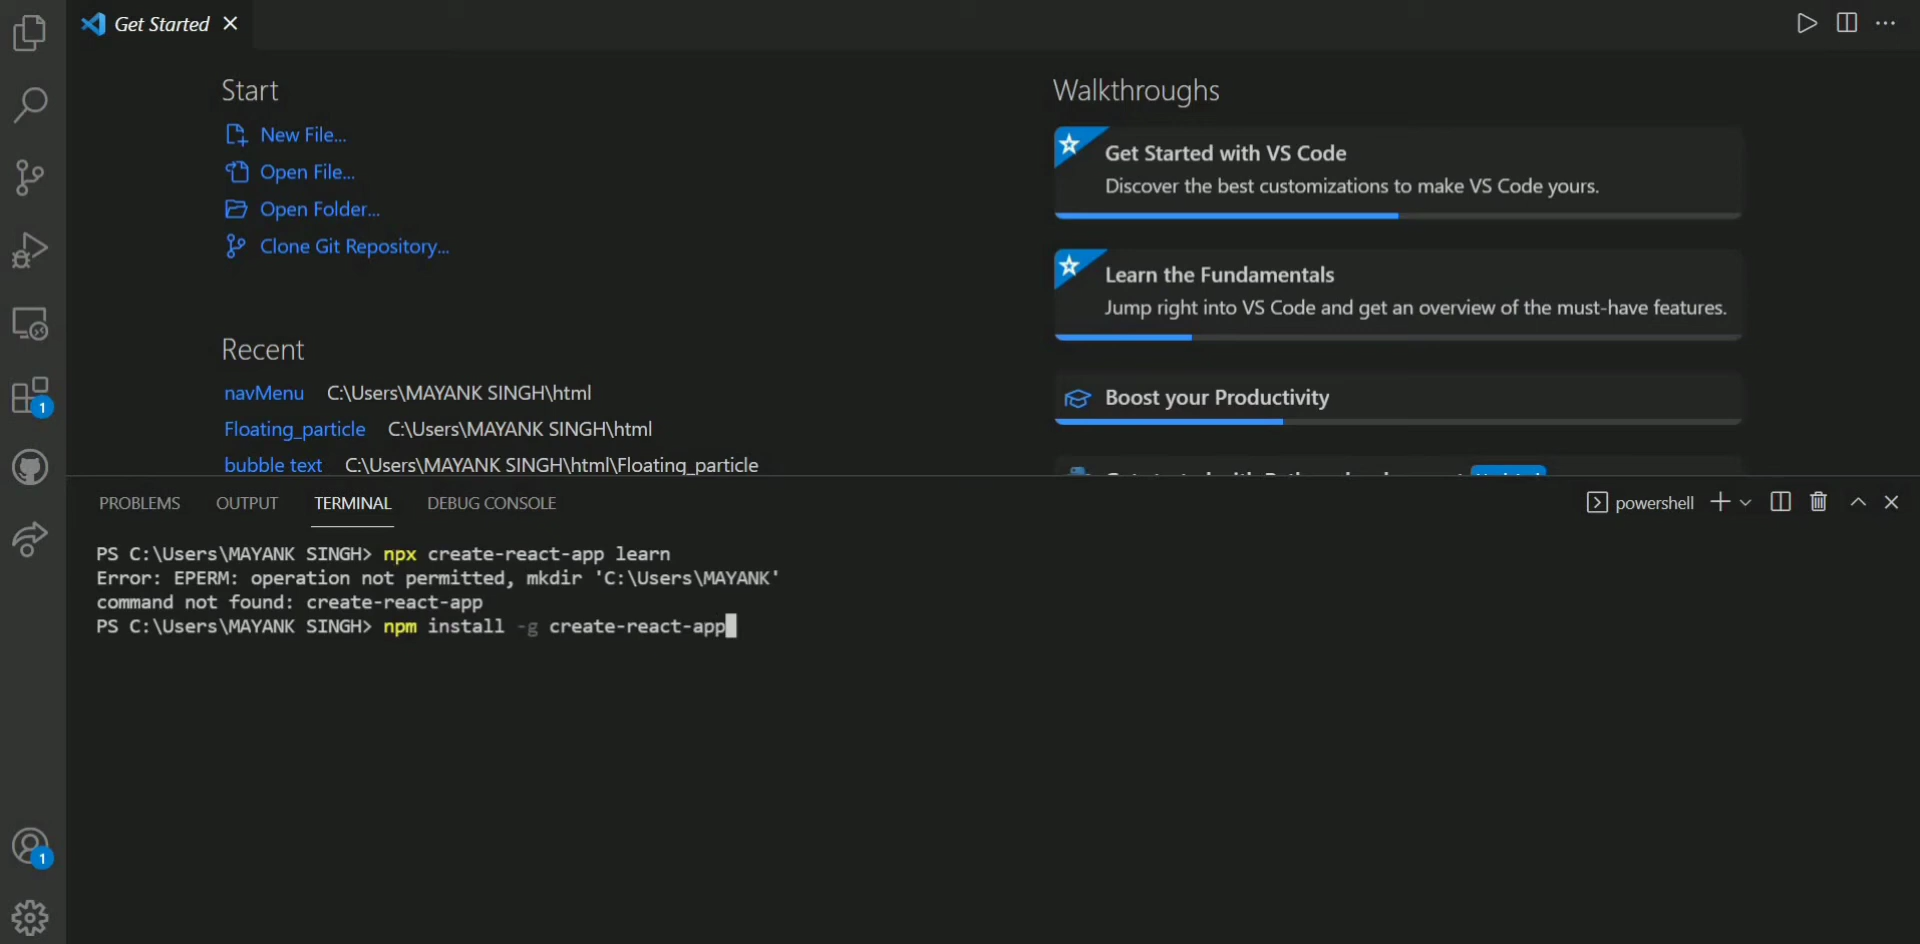 Get Started
Start
New File...
Open File...
Open Folder...
Clone Git Repository...
Recent
navMenu C:\Users\MAYANK SINGH\html
Floating_particle C:\Users\MAYANK SINGH\html
bubble text C:\Users\MAYANK SINGH\html\Floating_particle
Walkthroughs
Get Started with VS Code
Discover the best customizations to make VS Code yours.
Learn the Fundamentals
Jump right into VS Code and get an overview of the must-have features.
Boost your Productivity
1
1
PROBLEMS OUTPUT TERMINAL DEBUG CONSOLE powershell
PS C:\Users\MAYANK SINGH> npx create-react-app learn
Error: EPERM: operation not permitted, mkdir 'C:\Users\MAYANK'
command not found: create-react-app
PS C:\Users\MAYANK SINGH> npm install -g create-react-app